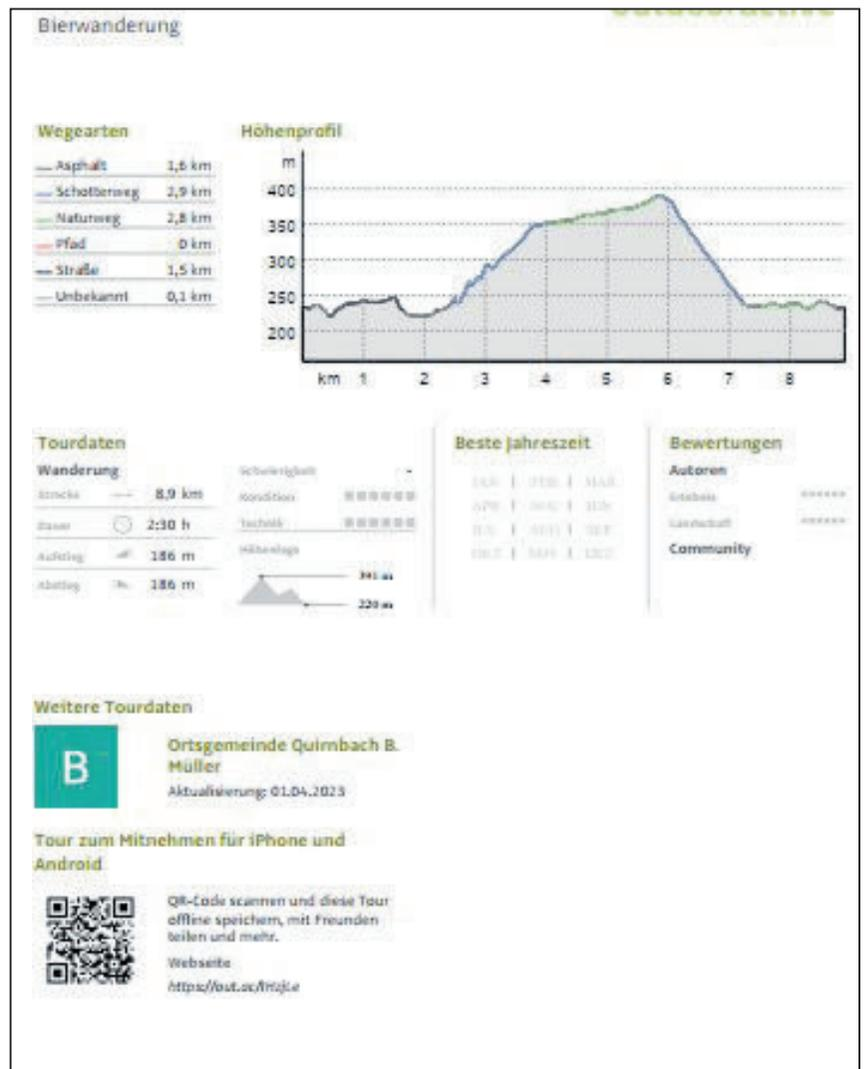 Bierwanderung
outdooractive
Wegearten
Asphalt 1,6 km
Schotterweg 2,9 km
Naturweg 2,8 km
Pfad 0 km
Straße 1,5 km
Unbekannt 0,1 km
Höhenprofil
m
400
350
300
250
200
km 1 2 3 4 5 6 7 8
Tourdaten
Wanderung
Strecke 8,9 km
Dauer 2:30 h
Aufstieg 186 m
Abstieg 186 m
Schwierigkeit -
Kondition
Technik
Höhenlage
391 m
220 m
Beste Jahreszeit
JAN | FEB | MÄR
APR | MAI | JUN
JUL | AUG | SEP
OKT | NOV | DEZ
Bewertungen
Autoren
Erlebnis
Landschaft
Community
Weitere Tourdaten
B
Ortsgemeinde Quirnbach B.
Müller
Aktualisierung: 01.04.2023
Tour zum Mitnehmen für iPhone und
Android
QR-Code scannen und diese Tour
offline speichern, mit Freunden
teilen und mehr.
Webseite